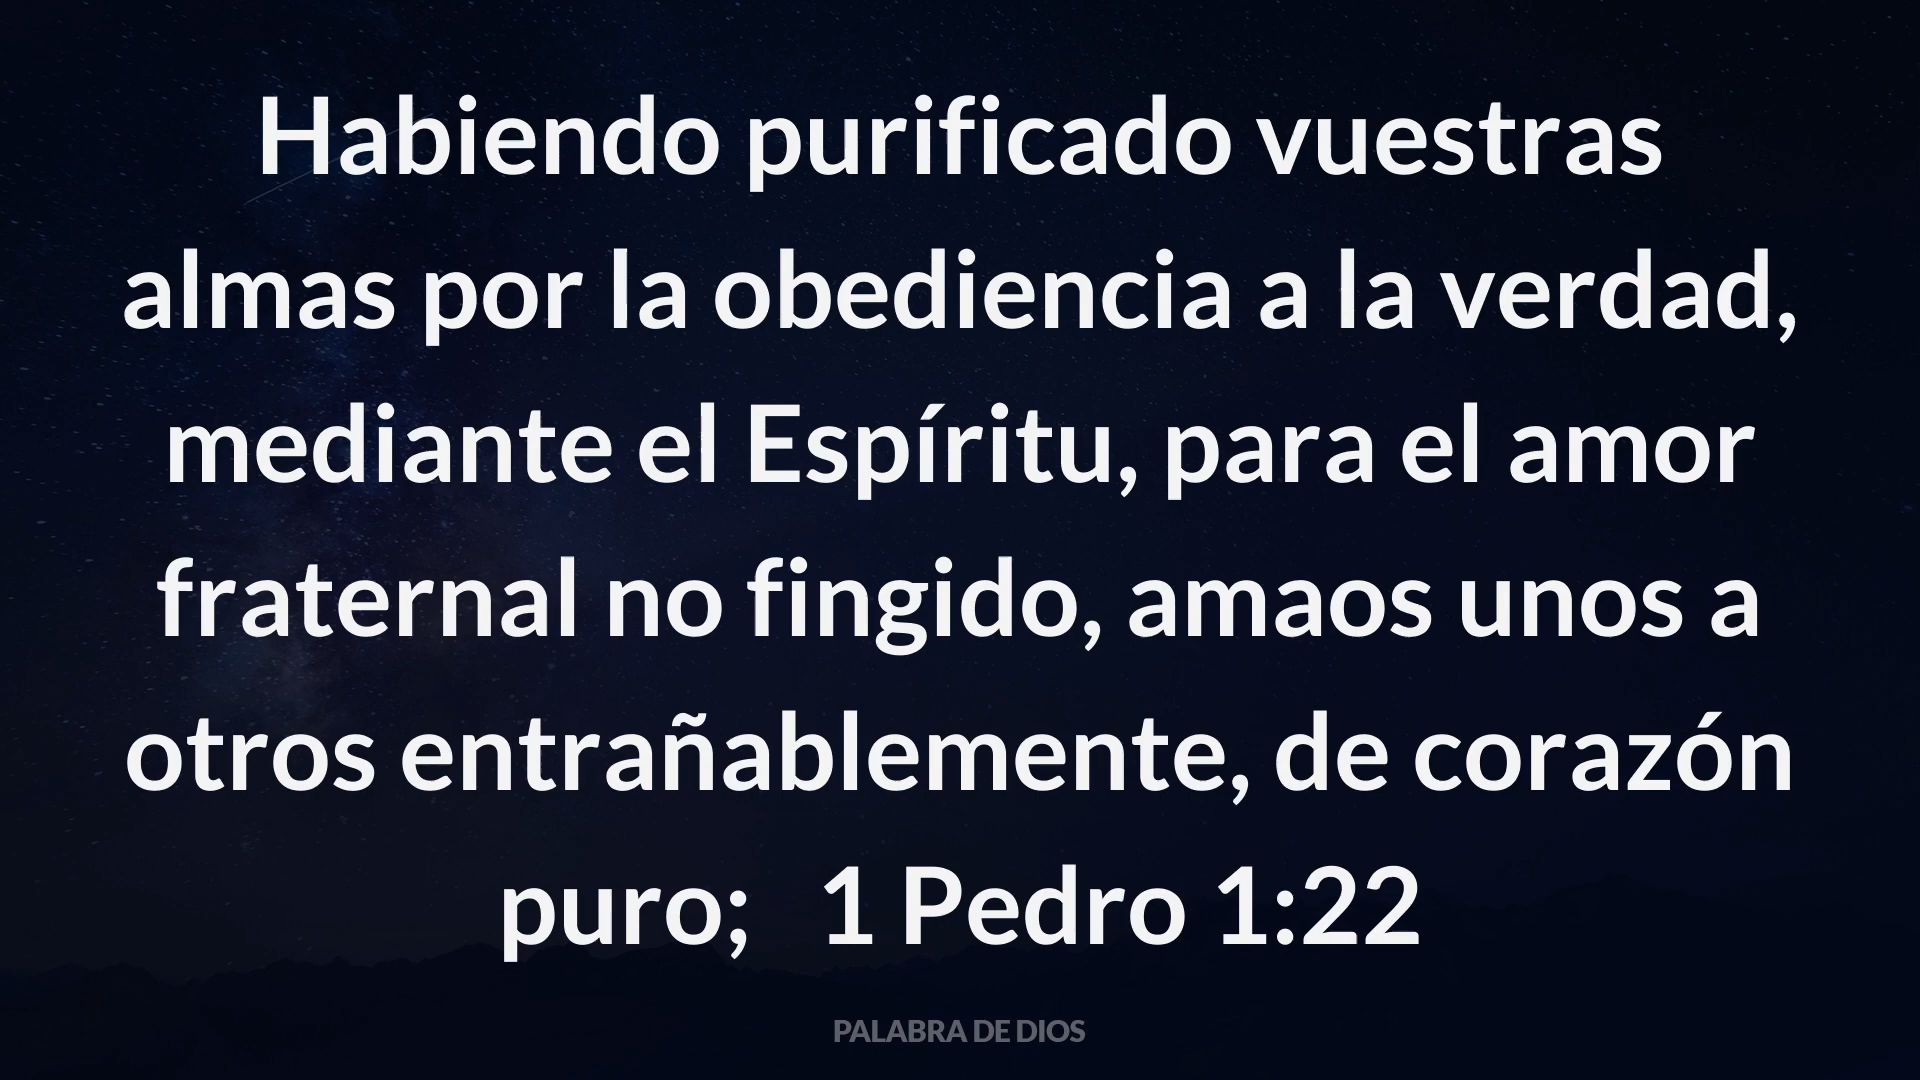 Habiendo purificado vuestras
almas por la obediencia a la verdad,
mediante el Espíritu, para el amor
fraternal no fingido, amaos unos a
otros entrañablemente, de corazón
puro;   1 Pedro 1:22
PALABRA DE DIOS